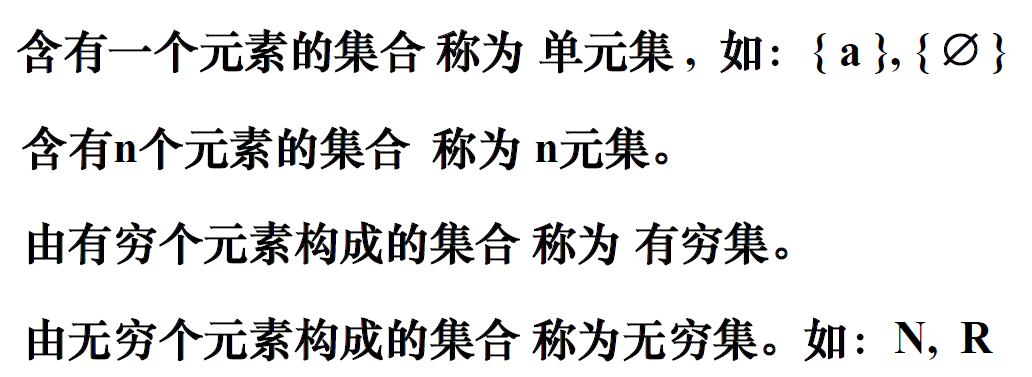 含有一个元素的集合 称为 单元集，如：{ a }, { ∅ }
含有n个元素的集合 称为 n元集。
由有穷个元素构成的集合 称为 有穷集。
由无穷个元素构成的集合 称为无穷集。如：N, R